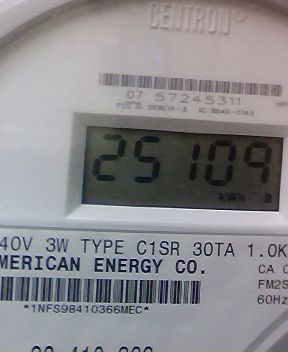 CENTRON®
07 57245311
25109
kWh
40V 3W TYPE C1SR 30TA 1.0K
MERICAN ENERGY CO.
CA 0
FM2S
60Hz
*1NFS98410366MEC*